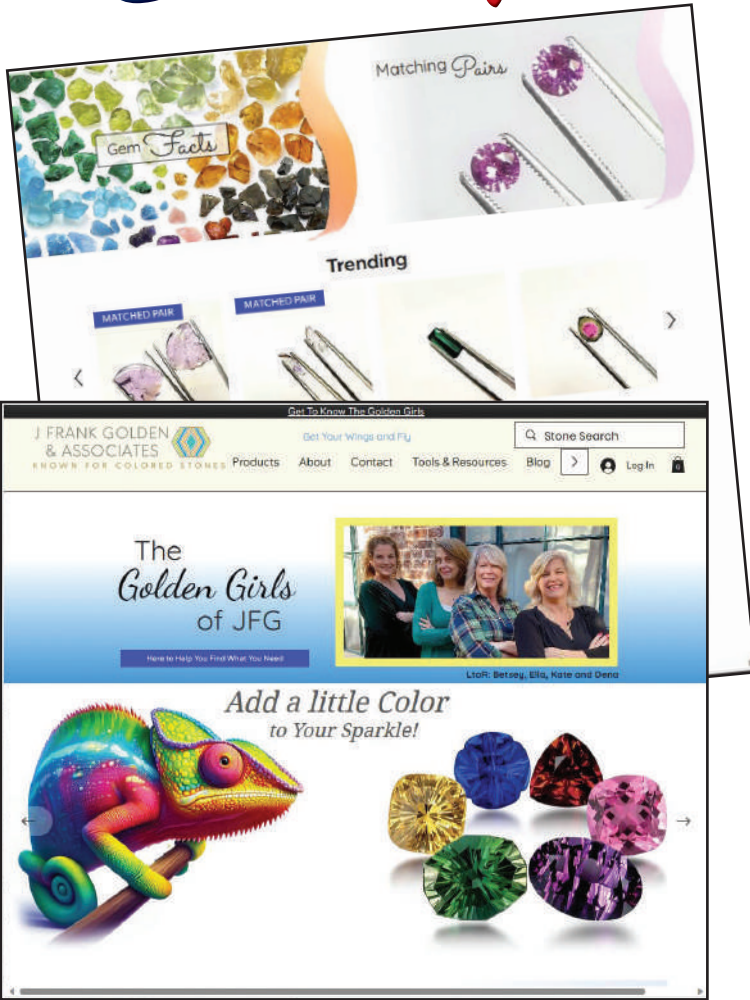 Matching Pairs
Gem Facts
Trending
MATCHED PAIR
MATCHED PAIR
Get To Know The Golden Girls
J FRANK GOLDEN
& ASSOCIATES
KNOWN FOR COLORED STONES
Get Your Wings and Fly
Stone Search
Products About Contact Tools & Resources Blog > Log In 0
The
Golden Girls
of JFG
Here to Help You Find What You Need
LtoR: Betsey, Ella, Kate and Dena
Add a little Color
to Your Sparkle!